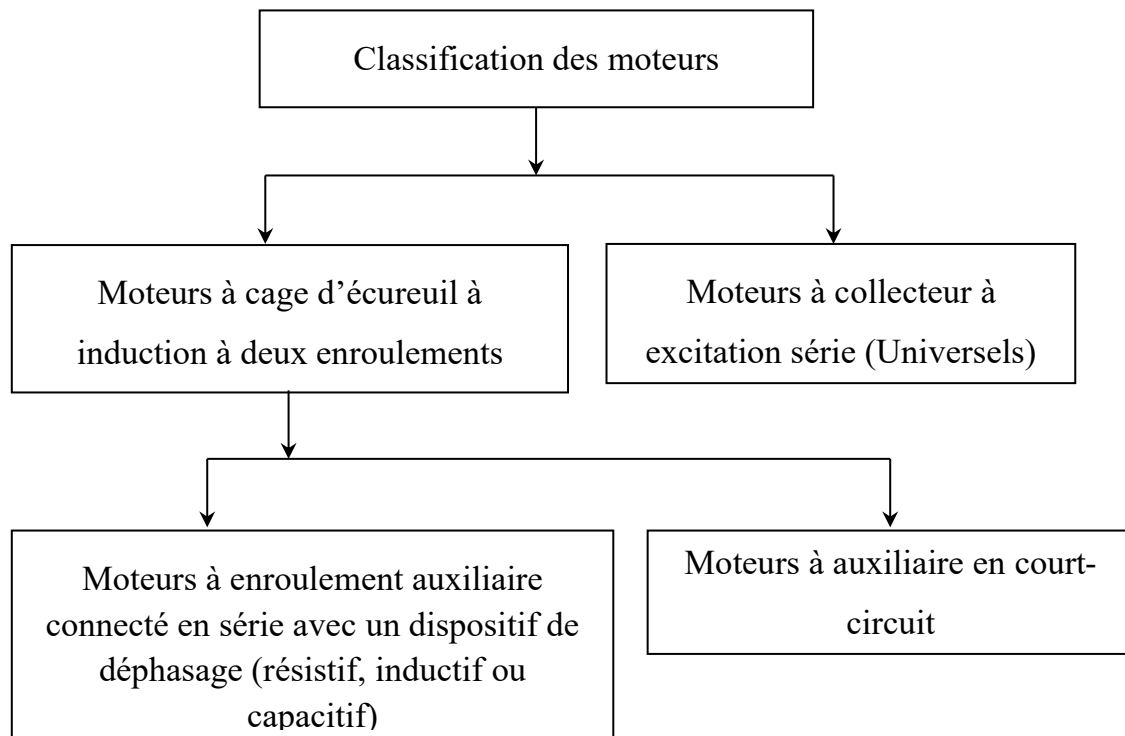 Classification des moteurs
Moteurs à cage d’écureuil à
induction à deux enroulements
Moteurs à collecteur à
excitation série (Universels)
Moteurs à enroulement auxiliaire
connecté en série avec un dispositif de
déphasage (résistif, inductif ou
capacitif)
Moteurs à auxiliaire en court-
circuit